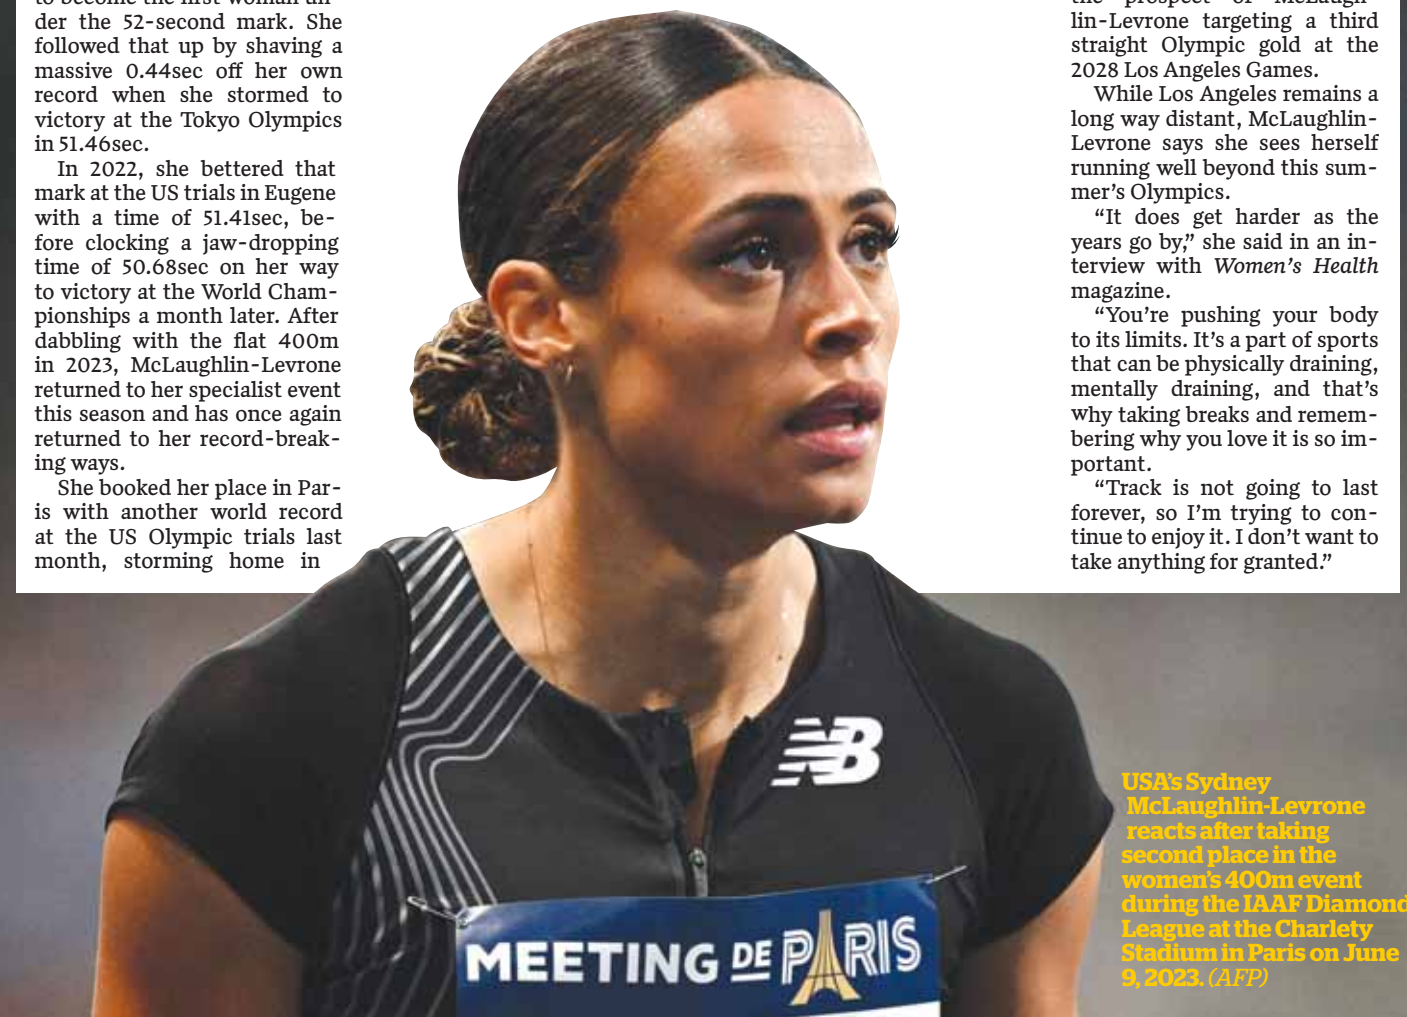 to become the first woman un-
der the 52-second mark. She
followed that up by shaving a
massive 0.44sec off her own
record when she stormed to
victory at the Tokyo Olympics
in 51.46sec.
In 2022, she bettered that
mark at the US trials in Eugene
with a time of 51.41sec, be-
fore clocking a jaw-dropping
time of 50.68sec on her way
to victory at the World Cham-
pionships a month later. After
dabbling with the flat 400m
in 2023, McLaughlin-Levrone
returned to her specialist event
this season and has once again
returned to her record-break-
ing ways.
She booked her place in Par-
is with another world record
at the US Olympic trials last
month, storming home in
the prospect of McLaugh-
lin-Levrone targeting a third
straight Olympic gold at the
2028 Los Angeles Games.
While Los Angeles remains a
long way distant, McLaughlin-
Levrone says she sees herself
running well beyond this sum-
mer's Olympics.
“It does get harder as the
years go by,” she said in an in-
terview with Women's Health
magazine.
“You're pushing your body
to its limits. It's a part of sports
that can be physically draining,
mentally draining, and that's
why taking breaks and remem-
bering why you love it is so im-
portant.
“Track is not going to last
forever, so I'm trying to con-
tinue to enjoy it. I don't want to
take anything for granted.”
NB
MEETING DE PARIS
USA's Sydney
McLaughlin-Levrone
reacts after taking
second place in the
women's 400m event
during the IAAF Diamond
League at the Charlety
Stadium in Paris on June
9, 2023. (AFP)